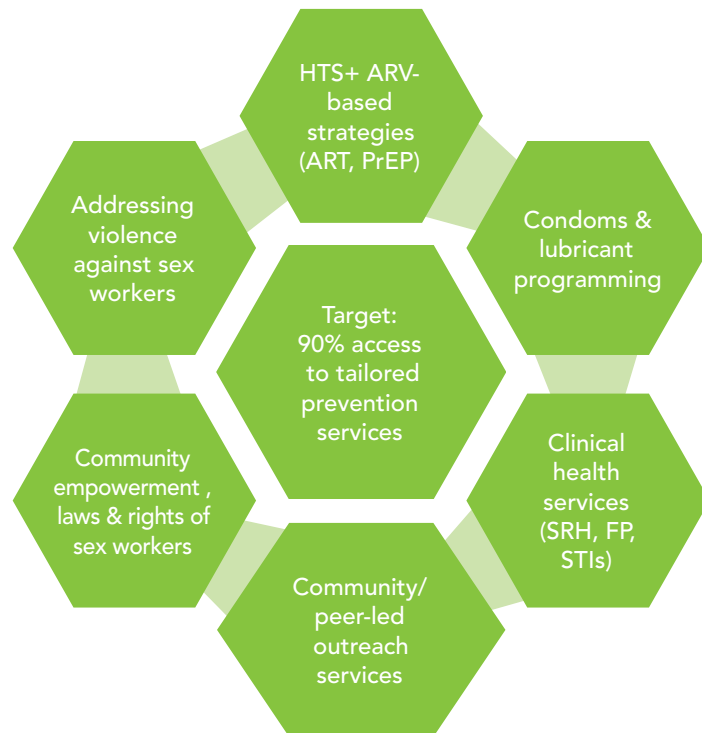 HTS+ ARV-
based
strategies
(ART, PrEP)
Condoms &
lubricant
programming
Clinical
health
services
(SRH, FP,
STIs)
Community/
peer-led
outreach
services
Community
empowerment ,
laws & rights of
sex workers
Addressing
violence
against sex
workers
Target:
90% access
to tailored
prevention
services